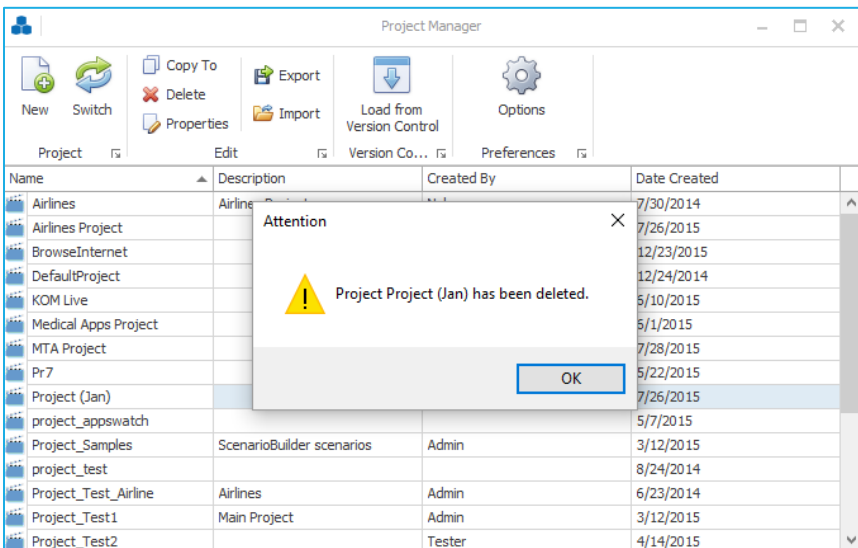 Project Manager
Copy To
Delete
Properties
Export
Import
New
Switch
Load from
Version Control
Options
Project
Edit
Version Co...
Preferences
Name Description Created By Date Created
Airlines 7/30/2014
Airlines Project 7/26/2015
BrowseInternet 12/23/2015
DefaultProject 12/24/2014
KOM Live 6/10/2015
Medical Apps Project 6/1/2015
MTA Project 7/28/2015
Pr7 5/22/2015
Project (Jan) 7/26/2015
project_appswatch 5/7/2015
Project_Samples ScenarioBuilder scenarios Admin 3/12/2015
project_test 8/24/2014
Project_Test_Airline Airlines Admin 6/23/2014
Project_Test1 Main Project Admin 3/12/2015
Project_Test2 Tester 4/14/2015
Attention
Project Project (Jan) has been deleted.
OK